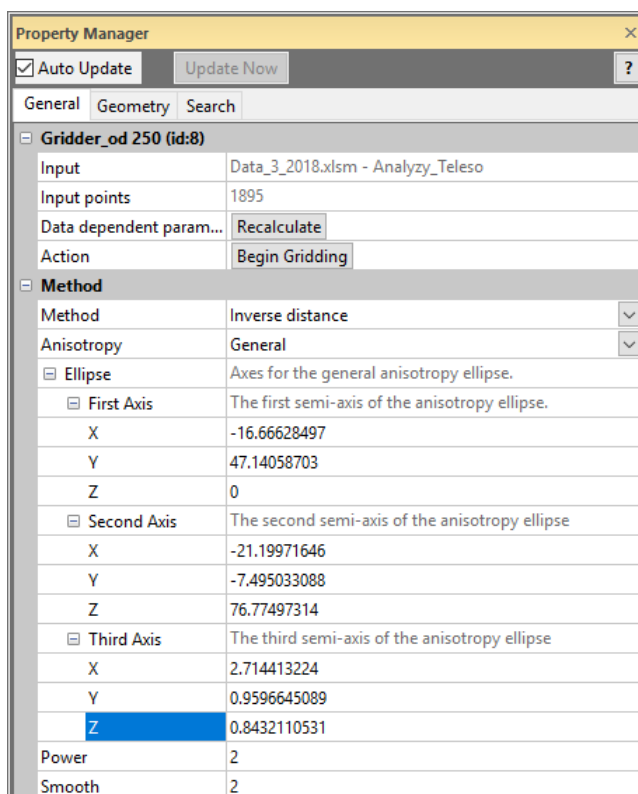 Property Manager
Auto Update Update Now ?
General Geometry Search
Gridder_od 250 (id:8)
Input Data_3_2018.xlsm - Analyzy_Teleso
Input points 1895
Data dependent param... Recalculate
Action Begin Gridding
Method
Method Inverse distance
Anisotropy General
Ellipse Axes for the general anisotropy ellipse.
First Axis The first semi-axis of the anisotropy ellipse.
X -16.66628497
Y 47.14058703
Z 0
Second Axis The second semi-axis of the anisotropy ellipse
X -21.19971646
Y -7.495033088
Z 76.77497314
Third Axis The third semi-axis of the anisotropy ellipse
X 2.714413224
Y 0.9596645089
Z 0.8432110531
Power 2
Smooth 2